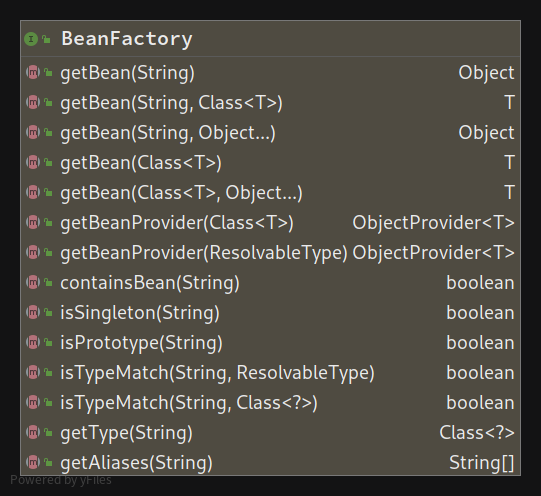 BeanFactory
getBean(String) Object
getBean(String, Class<T>) T
getBean(String, Object...) Object
getBean(Class<T>) T
getBean(Class<T>, Object...) T
getBeanProvider(Class<T>) ObjectProvider<T>
getBeanProvider(ResolvableType) ObjectProvider<T>
containsBean(String) boolean
isSingleton(String) boolean
isPrototype(String) boolean
isTypeMatch(String, ResolvableType) boolean
isTypeMatch(String, Class<?>) boolean
getType(String) Class<?>
getAliases(String) String[]
Powered by yFiles